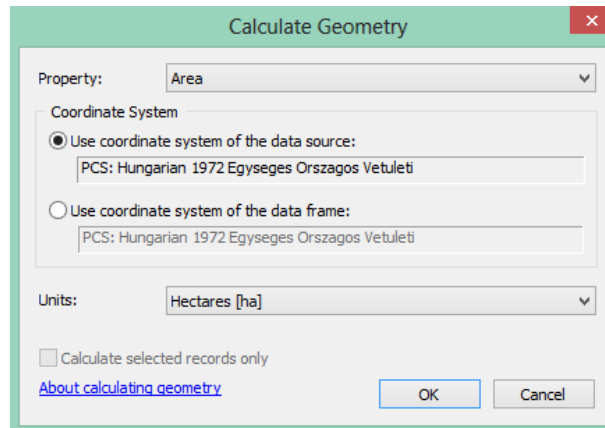 Calculate Geometry
Property:
Area
Coordinate System
Use coordinate system of the data source:
PCS: Hungarian 1972 Egyseges Orszagos Vetuleti
Use coordinate system of the data frame:
PCS: Hungarian 1972 Egyseges Orszagos Vetuleti
Units:
Hectares [ha]
Calculate selected records only
About calculating geometry
OK
Cancel